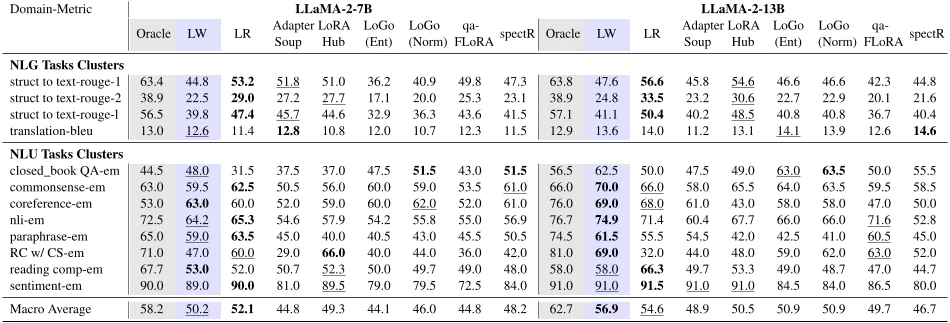 Domain-Metric LLaMA-2-7B LLaMA-2-13B
Oracle LW LR Adapter Soup LoRA Hub LoGo (Ent) LoGo (Norm) qa-FLoRA spectR Oracle LW LR Adapter Soup LoRA Hub LoGo (Ent) LoGo (Norm) qa-FLoRA spectR
NLG Tasks Clusters
struct to text-rouge-1 63.4 44.8 53.2 51.8 51.0 36.2 40.9 49.8 47.3 63.8 47.6 56.6 45.8 54.6 46.6 46.6 42.3 44.8
struct to text-rouge-2 38.9 22.5 29.0 27.2 27.7 17.1 20.0 25.3 23.1 38.9 24.8 33.5 23.2 30.6 22.7 22.9 20.1 21.6
struct to text-rouge-l 56.5 39.8 47.4 45.7 44.6 32.9 36.3 43.6 41.5 57.1 41.1 50.4 40.2 48.5 40.8 40.8 36.7 40.4
translation-bleu 13.0 12.6 11.4 12.8 10.8 12.0 10.7 12.3 11.5 12.9 13.6 14.0 11.2 13.1 14.1 13.9 12.6 14.6
NLU Tasks Clusters
closed_book QA-em 44.5 48.0 31.5 37.5 37.0 47.5 51.5 43.0 51.5 56.5 62.5 50.0 47.5 49.0 63.0 63.5 50.0 55.5
commonsense-em 63.0 59.5 62.5 50.5 56.0 60.0 59.0 53.5 61.0 66.0 70.0 66.0 58.0 65.5 64.0 63.5 59.5 58.5
coreference-em 53.0 63.0 60.0 52.0 59.0 60.0 62.0 52.0 61.0 76.0 69.0 68.0 61.0 43.0 58.0 58.0 47.0 50.0
nli-em 72.5 64.2 65.3 54.6 57.9 54.2 55.8 55.0 56.9 76.7 74.9 71.4 60.4 67.7 66.0 66.0 71.6 52.8
paraphrase-em 65.0 59.0 63.5 45.0 40.0 40.5 43.0 45.5 50.5 74.5 61.5 55.5 54.5 42.0 42.5 41.0 60.5 45.0
RC w/ CS-em 71.0 47.0 60.0 29.0 66.0 40.0 44.0 36.0 42.0 81.0 69.0 32.0 44.0 48.0 59.0 62.0 63.0 52.0
reading comp-em 67.7 53.0 52.0 50.7 52.3 50.0 49.7 49.0 48.0 58.0 58.0 66.3 49.7 53.3 49.0 48.7 47.0 44.7
sentiment-em 90.0 89.0 90.0 81.0 89.5 79.0 79.5 72.5 84.0 91.0 91.0 91.5 91.0 91.0 84.5 84.0 86.5 80.0
Macro Average 58.2 50.2 52.1 44.8 49.3 44.1 46.0 44.8 48.2 62.7 56.9 54.6 48.9 50.5 50.9 50.9 49.7 46.7